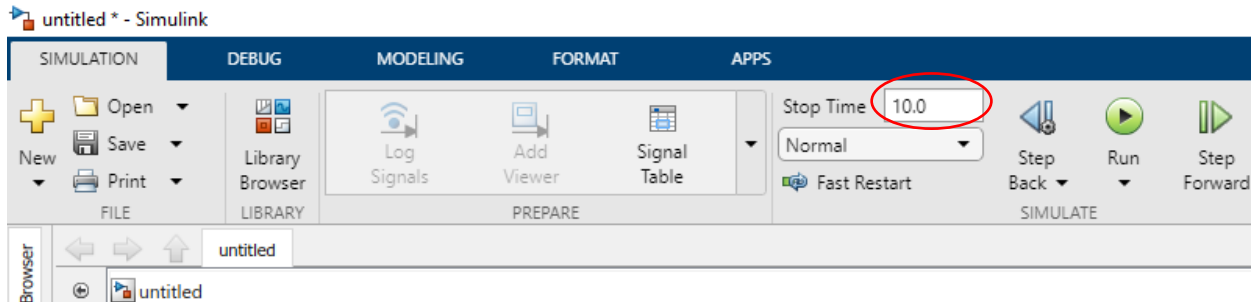 untitled * - Simulink
SIMULATION DEBUG MODELING FORMAT APPS
New
Open
Save
Print
FILE
Library
Browser
LIBRARY
Log
Signals
Add
Viewer
Signal
Table
PREPARE
Stop Time 10.0
Normal
Fast Restart
Step
Back
Run
Step
Forward
SIMULATE
Browser
untitled
untitled